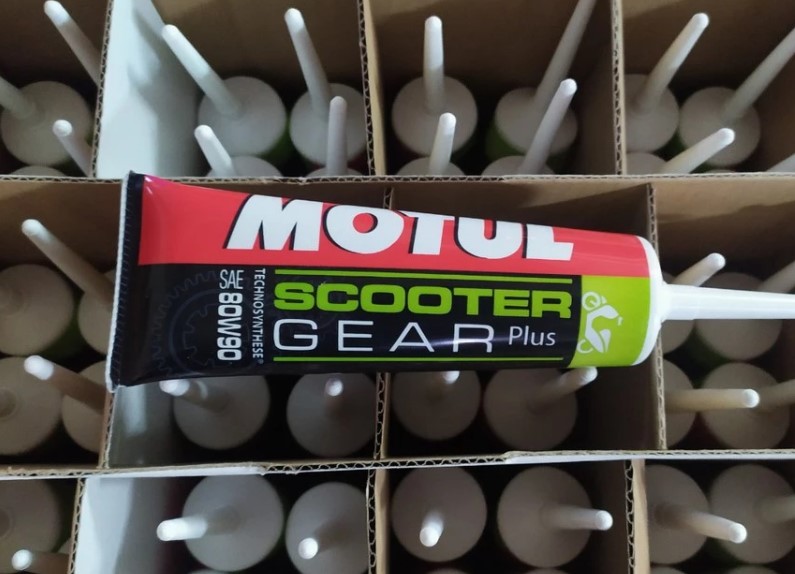 MOTUL
SCOOTER
GEAR Plus
TECHNOSYNTHESE®
SAE
80W90